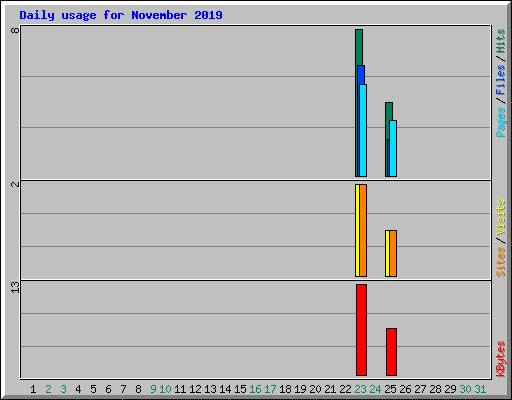 Daily usage for November 2019
8
2
13
Pages/Files/Hits
Sites/Visits
KBytes
1 2 3 4 5 6 7 8 9 10 11 12 13 14 15 16 17 18 19 20 21 22 23 24 25 26 27 28 29 30 31